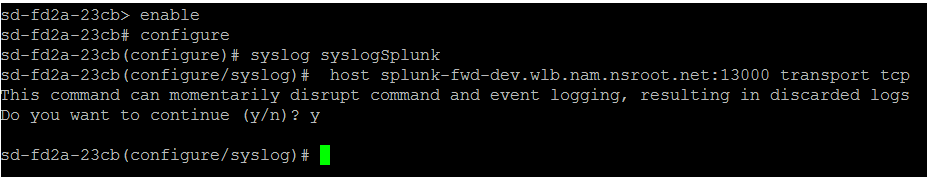 sd-fd2a-23cb> enable
sd-fd2a-23cb# configure
sd-fd2a-23cb(configure)# syslog syslogSplunk
sd-fd2a-23cb(configure/syslog)#  host splunk-fwd-dev.wlb.nam.nsroot.net:13000 transport tcp
This command can momentarily disrupt command and event logging, resulting in discarded logs
Do you want to continue (y/n)? y
sd-fd2a-23cb(configure/syslog)#